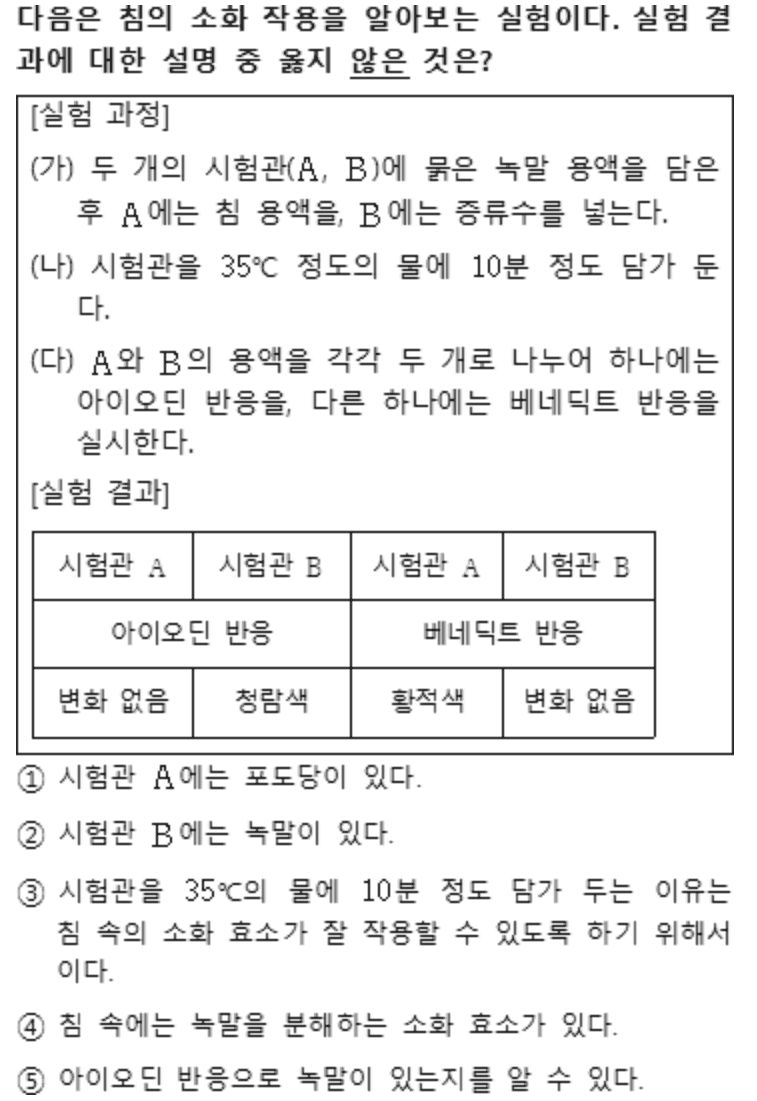 다음은 침의 소화 작용을 알아보는 실험이다. 실험 결
과에 대한 설명 중 옳지 않은 것은?
[실험 과정]
(가) 두 개의 시험관(A, B)에 묽은 녹말 용액을 담은
후 A에는 침 용액을, B에는 증류수를 넣는다.
(나) 시험관을 35℃ 정도의 물에 10분 정도 담가 둔
다.
(다) A와 B의 용액을 각각 두 개로 나누어 하나에는
아이오딘 반응을, 다른 하나에는 베네딕트 반응을
실시한다.
[실험 결과]
시험관 A 시험관 B 시험관 A 시험관 B
아이오딘 반응 베네딕트 반응
변화 없음 청람색 황적색 변화 없음
① 시험관 A에는 포도당이 있다.
② 시험관 B에는 녹말이 있다.
③ 시험관을 35℃의 물에 10분 정도 담가 두는 이유는
침 속의 소화 효소가 잘 작용할 수 있도록 하기 위해서
이다.
④ 침 속에는 녹말을 분해하는 소화 효소가 있다.
⑤ 아이오딘 반응으로 녹말이 있는지를 알 수 있다.